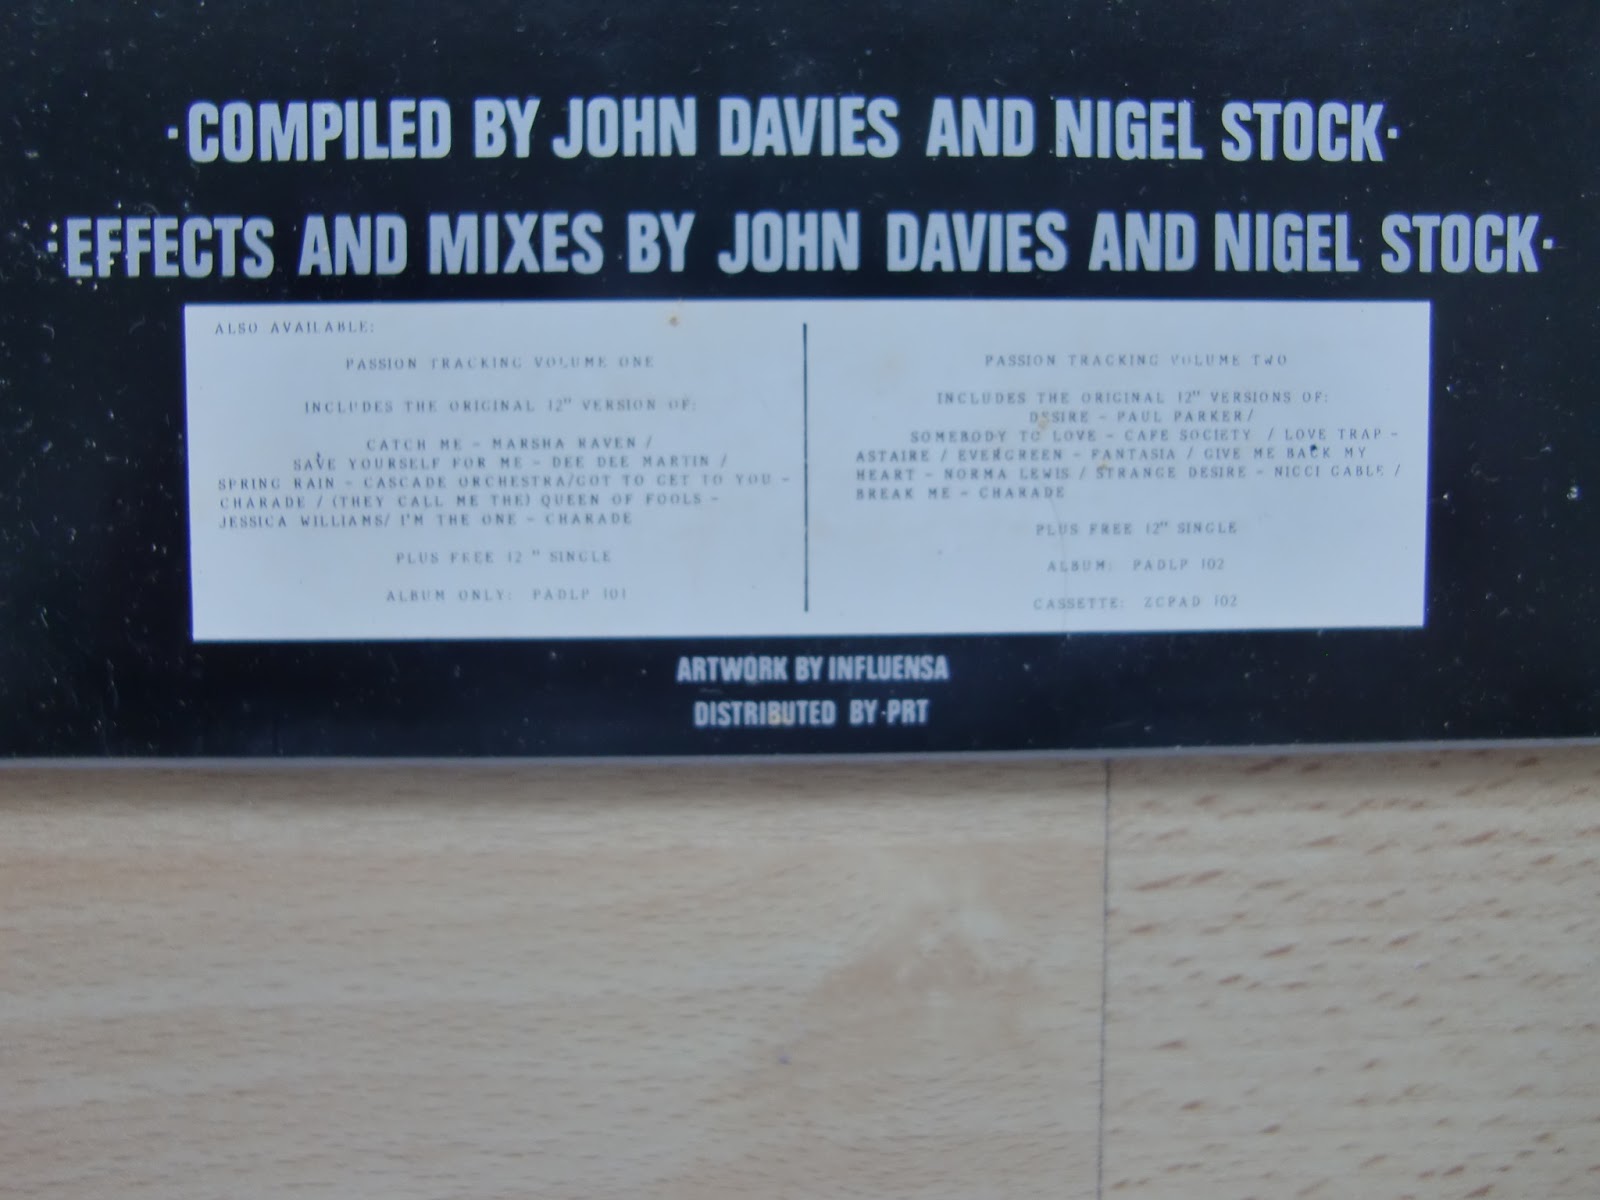 ·COMPILED BY JOHN DAVIES AND NIGEL STOCK·
·EFFECTS AND MIXES BY JOHN DAVIES AND NIGEL STOCK·
ALSO AVAILABLE:
PASSION TRACKING VOLUME ONE
INCLUDES THE ORIGINAL 12" VERSION OF:
CATCH ME - MARSHA RAVEN /
SAVE YOURSELF FOR ME - DEE DEE MARTIN /
SPRING RAIN - CASCADE ORCHESTRA/GOT TO GET TO YOU -
CHARADE / (THEY CALL ME THE) QUEEN OF FOOLS -
JESSICA WILLIAMS/ I'M THE ONE - CHARADE
PLUS FREE 12 " SINGLE
ALBUM ONLY: PADLP 101
PASSION TRACKING VOLUME TWO
INCLUDES THE ORIGINAL 12" VERSIONS OF:
DESIRE - PAUL PARKER/
SOMEBODY TO LOVE - CAFE SOCIETY / LOVE TRAP -
ASTAIRE / EVERGREEN - FANTASIA / GIVE ME BACK MY
HEART - NORMA LEWIS / STRANGE DESIRE - NICCI GABLE /
BREAK ME - CHARADE
PLUS FREE 12" SINGLE
ALBUM: PADLP 102
CASSETTE: ZCPAD 102
ARTWORK BY INFLUENSA
DISTRIBUTED BY·PRT